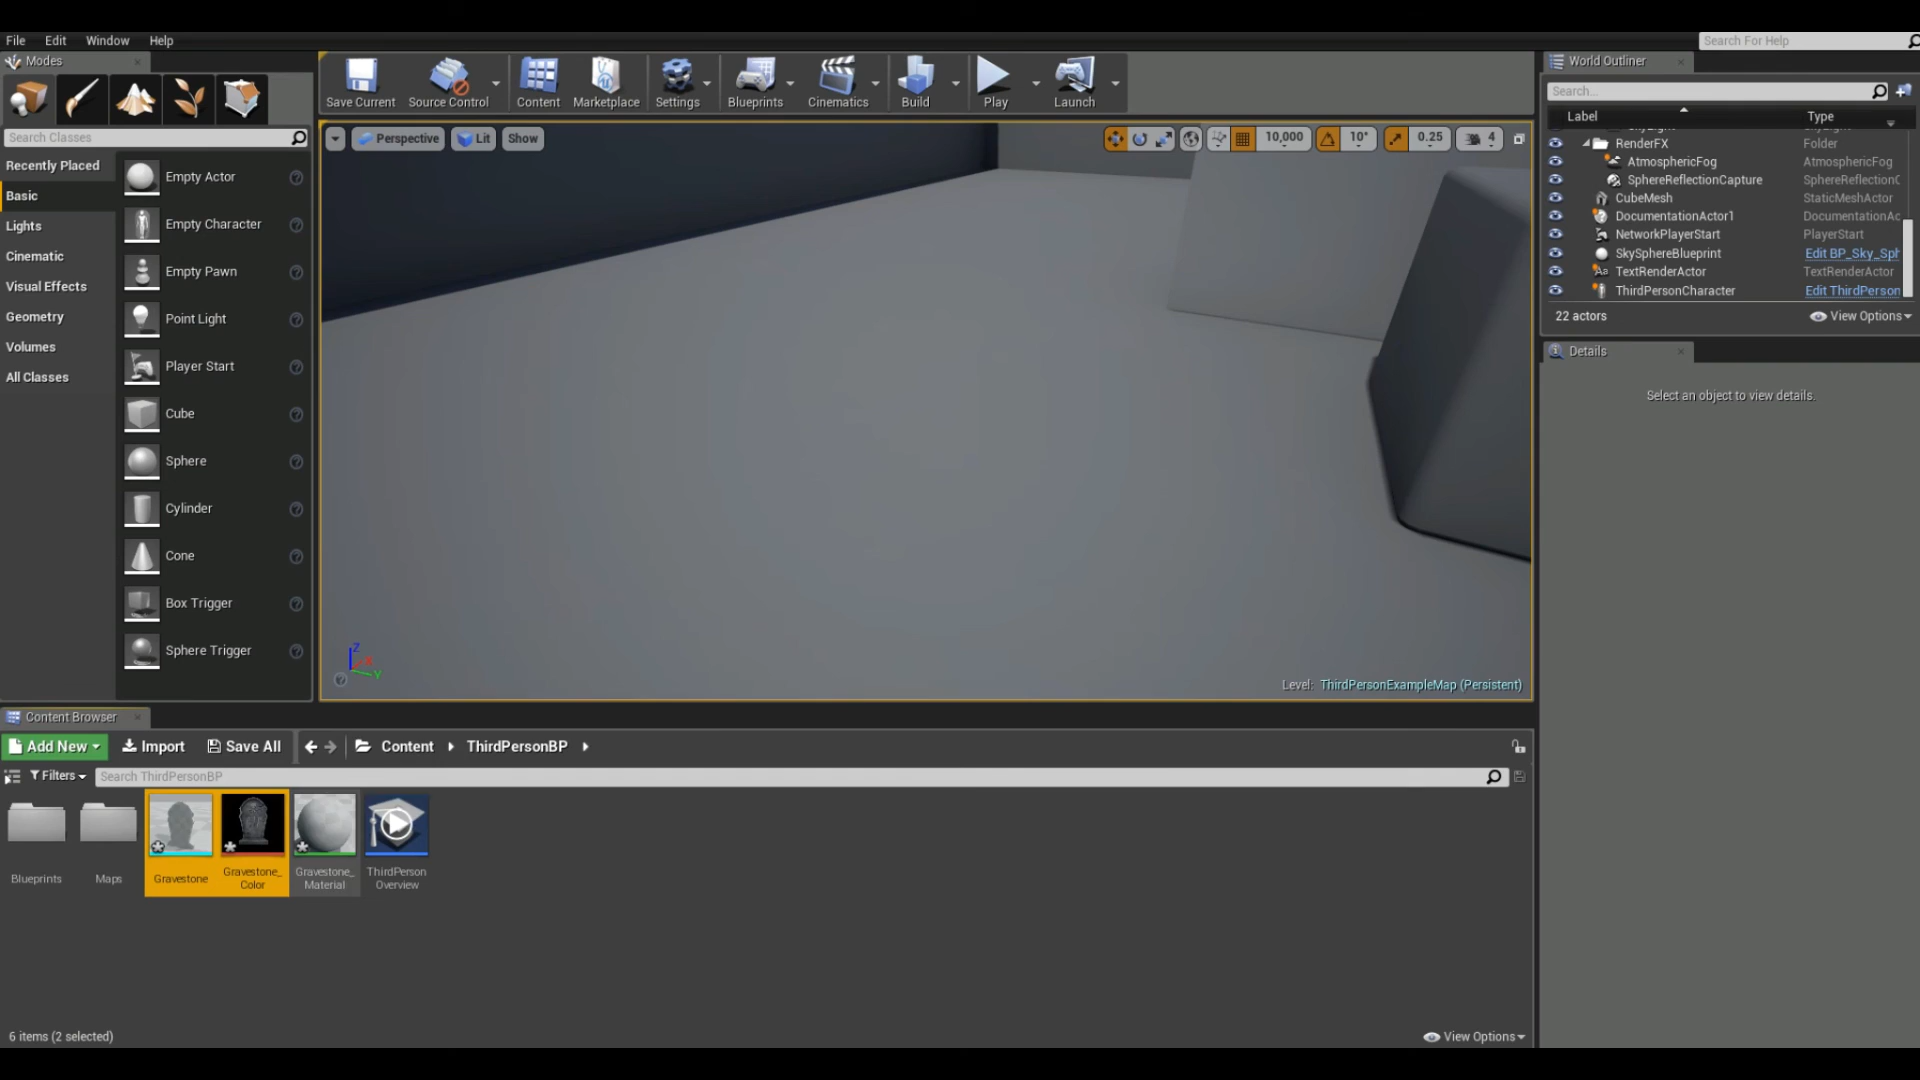 File Edit Window Help
Search For Help
Modes
Save Current
Source Control
Content
Marketplace
Settings
Blueprints
Cinematics
Build
Play
Launch
World Outliner
Search...
Label
Type
Search Classes
Perspective
Lit
Show
10,000
10°
0.25
4
Recently Placed
Basic
Lights
Cinematic
Visual Effects
Geometry
Volumes
All Classes
Empty Actor
Empty Character
Empty Pawn
Point Light
Player Start
Cube
Sphere
Cylinder
Cone
Box Trigger
Sphere Trigger
RenderFX Folder
AtmosphericFog AtmosphericFog
SphereReflectionCapture SphereReflectionC
CubeMesh StaticMeshActor
DocumentationActor1 DocumentationAc
NetworkPlayerStart PlayerStart
SkySphereBlueprint Edit BP_Sky_Sph
TextRenderActor TextRenderActor
ThirdPersonCharacter Edit ThirdPerson
22 actors
View Options
Details
Select an object to view details.
Z
X
Y
Level: ThirdPersonExampleMap (Persistent)
Content Browser
Add New
Import
Save All
Content
ThirdPersonBP
Filters
Search ThirdPersonBP
Blueprints
Maps
Gravestone
Gravestone_
Color
Gravestone_
Material
ThirdPerson
Overview
6 items (2 selected)
View Options